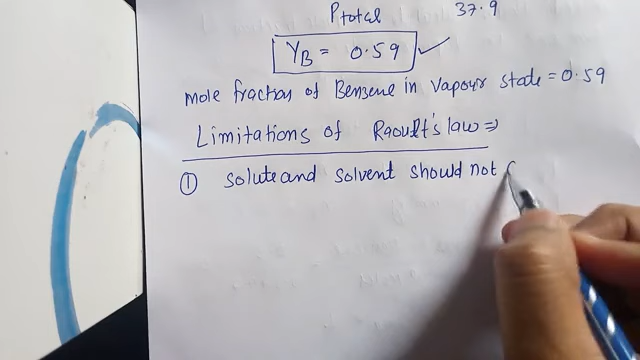 Ptotal 37.9
YB = 0.59
mole fraction of Benzene in Vapour state = 0.59
Limitations of Raoult's law ⇒
① Solute and solvent should not